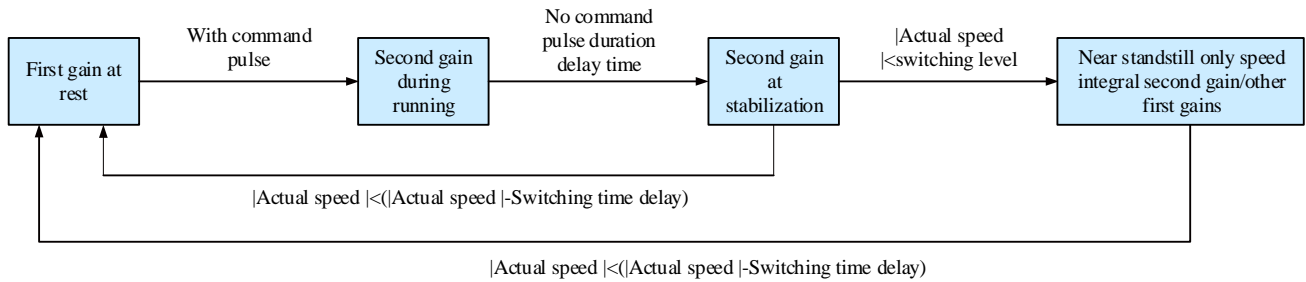 First gain at
rest
With command
pulse
Second gain
during
running
No command
pulse duration
delay time
Second gain
at
stabilization
|Actual speed
|<switching level
Near standstill only speed
integral second gain/other
first gains
|Actual speed |<(|Actual speed |-Switching time delay)
|Actual speed |<(|Actual speed |-Switching time delay)